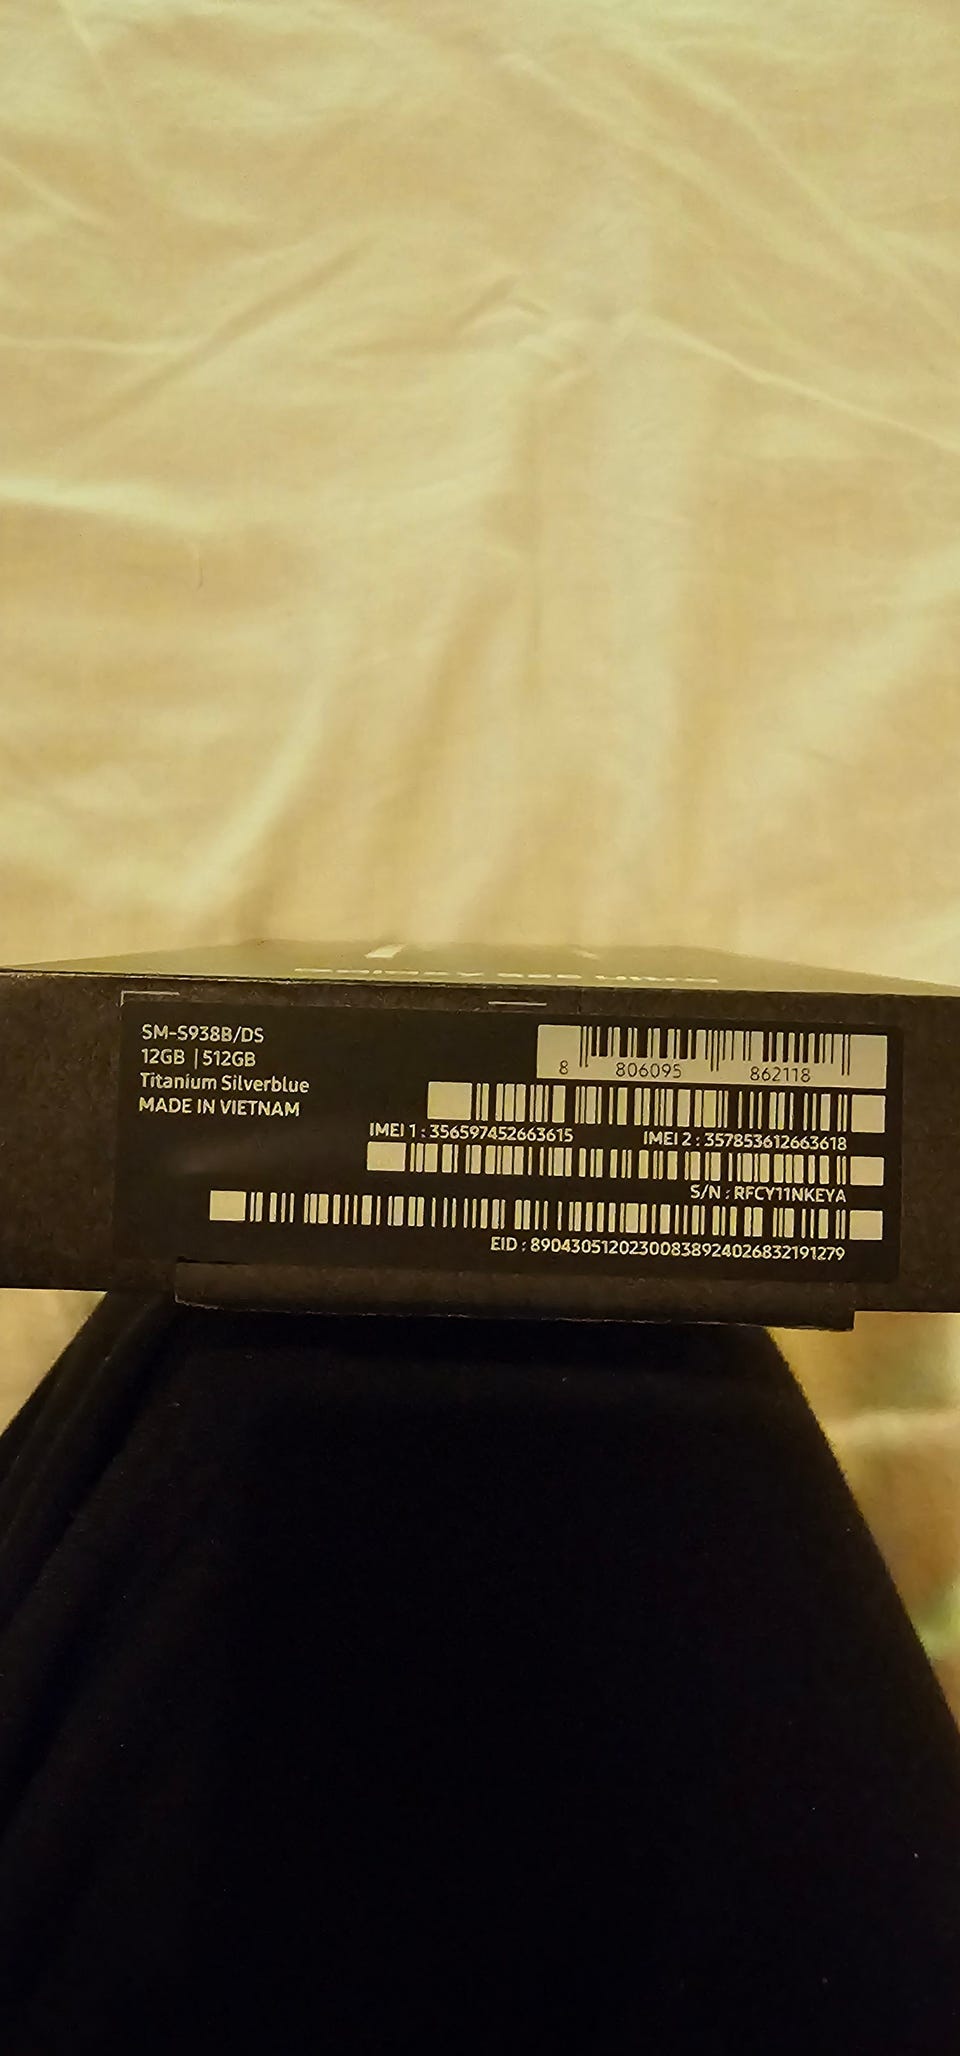 SM-S938B/DS
12GB | 512GB
Titanium Silverblue
MADE IN VIETNAM
8 806095 862118
IMEI 1 : 356597452663615 IMEI 2 : 357853612663618
S/N : RFCY11NKEYA
EID : 89043051202300838924026832191279